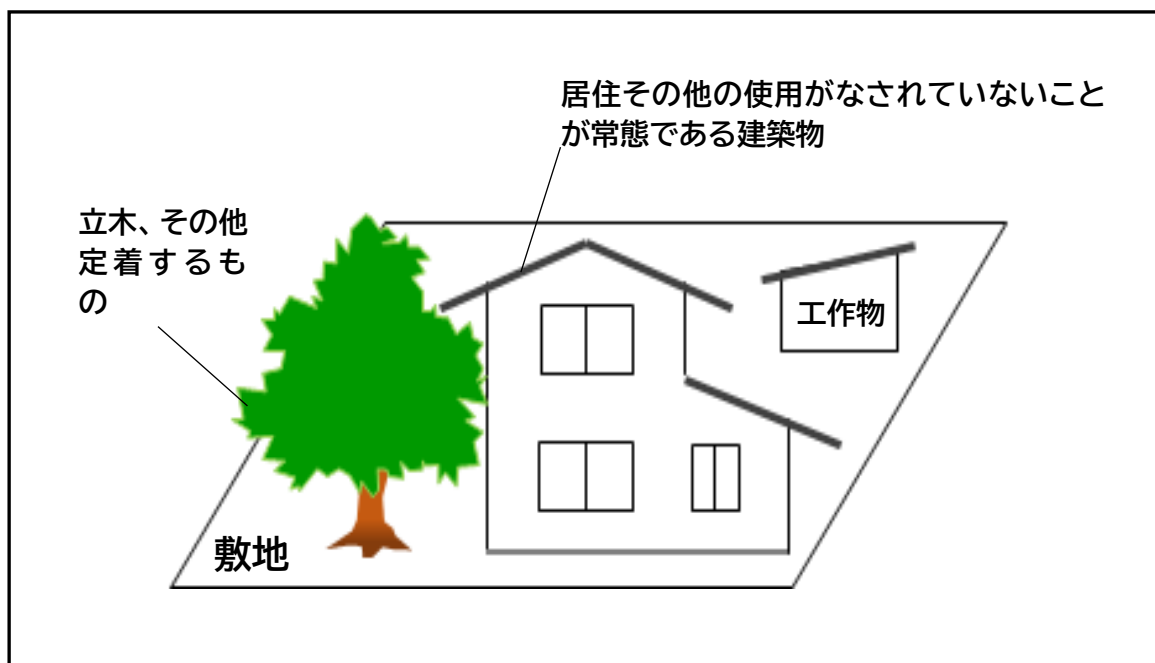 居住その他の使用がなされていないこと
が常態である建築物
立木、その他
定着するも
の
工作物
敷地